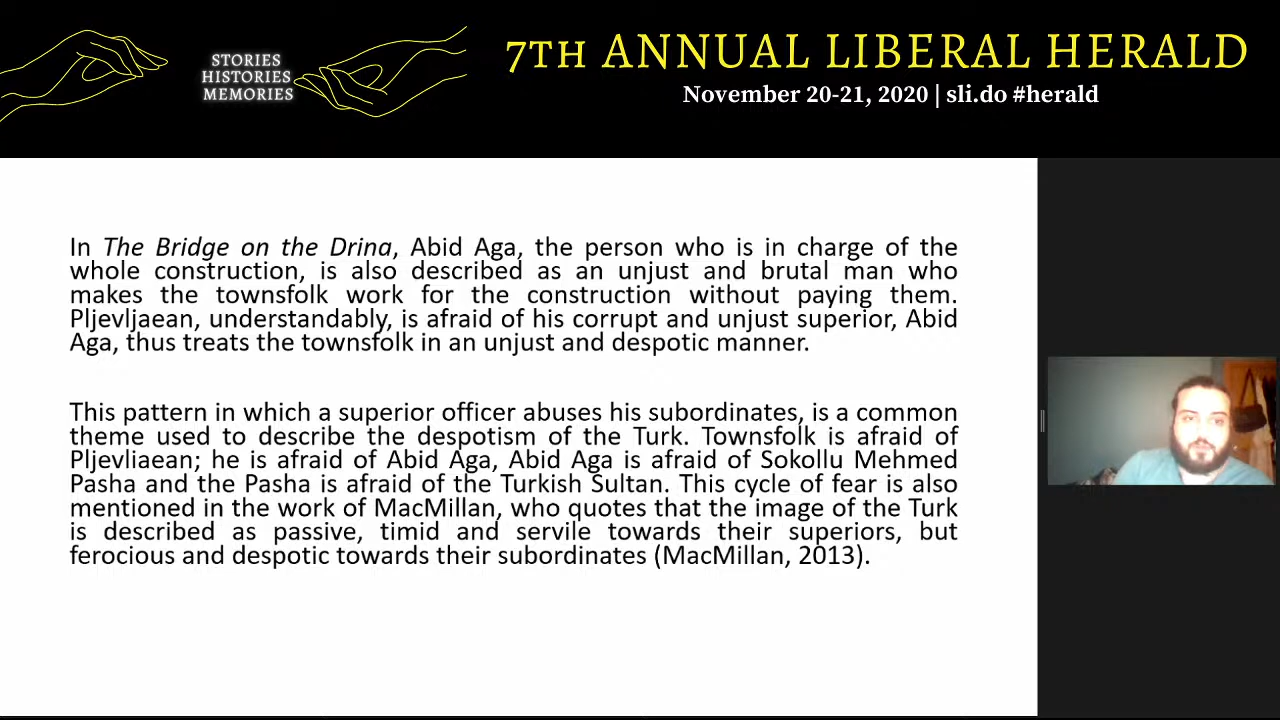 STORIES
HISTORIES
MEMORIES
7TH ANNUAL LIBERAL HERALD
November 20-21, 2020 | sli.do #herald
In The Bridge on the Drina, Abid Aga, the person who is in charge of the
whole construction, is also described as an unjust and brutal man who
makes the townsfolk work for the construction without paying them.
Pljevljaean, understandably, is afraid of his corrupt and unjust superior, Abid
Aga, thus treats the townsfolk in an unjust and despotic manner.
This pattern in which a superior officer abuses his subordinates, is a common
theme used to describe the despotism of the Turk. Townsfolk is afraid of
Pljevliaean; he is afraid of Abid Aga, Abid Aga is afraid of Sokollu Mehmed
Pasha and the Pasha is afraid of the Turkish Sultan. This cycle of fear is also
mentioned in the work of MacMillan, who quotes that the image of the Turk
is described as passive, timid and servile towards their superiors, but
ferocious and despotic towards their subordinates (MacMillan, 2013).